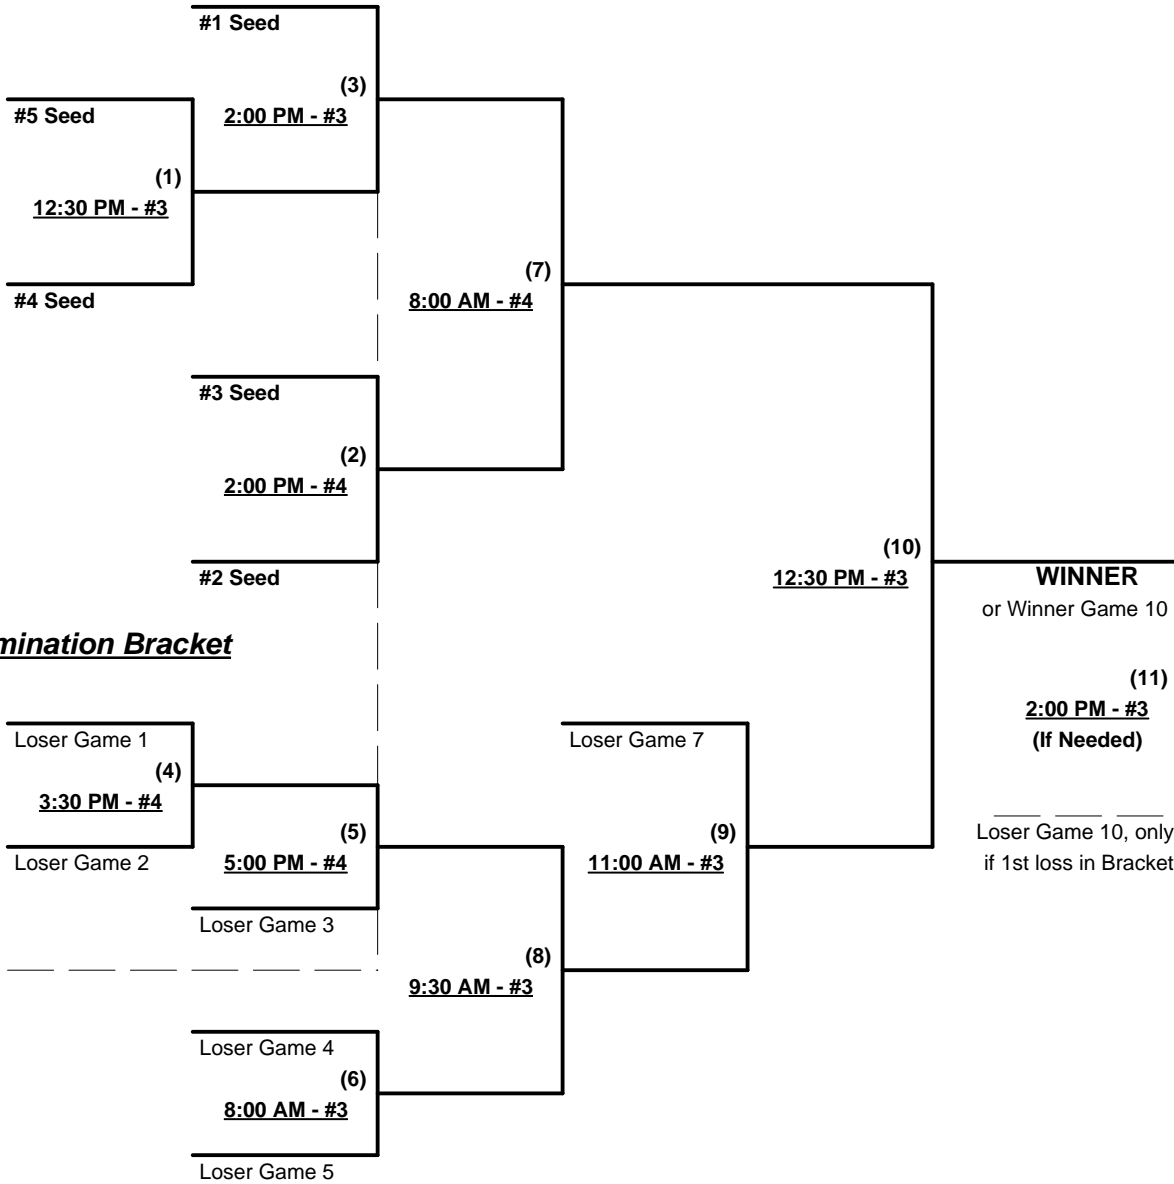 #1 Seed
(3)
2:00 PM - #3
#5 Seed
(1)
12:30 PM - #3
#4 Seed
(7)
8:00 AM - #4
#3 Seed
(2)
2:00 PM - #4
#2 Seed
(10)
12:30 PM - #3
WINNER
or Winner Game 10
mination Bracket
(11)
2:00 PM - #3
(If Needed)
Loser Game 1
(4)
3:30 PM - #4
Loser Game 2
(5)
5:00 PM - #4
Loser Game 3
Loser Game 7
(9)
11:00 AM - #3
Loser Game 10, only
if 1st loss in Bracket
(8)
9:30 AM - #3
Loser Game 4
(6)
8:00 AM - #3
Loser Game 5